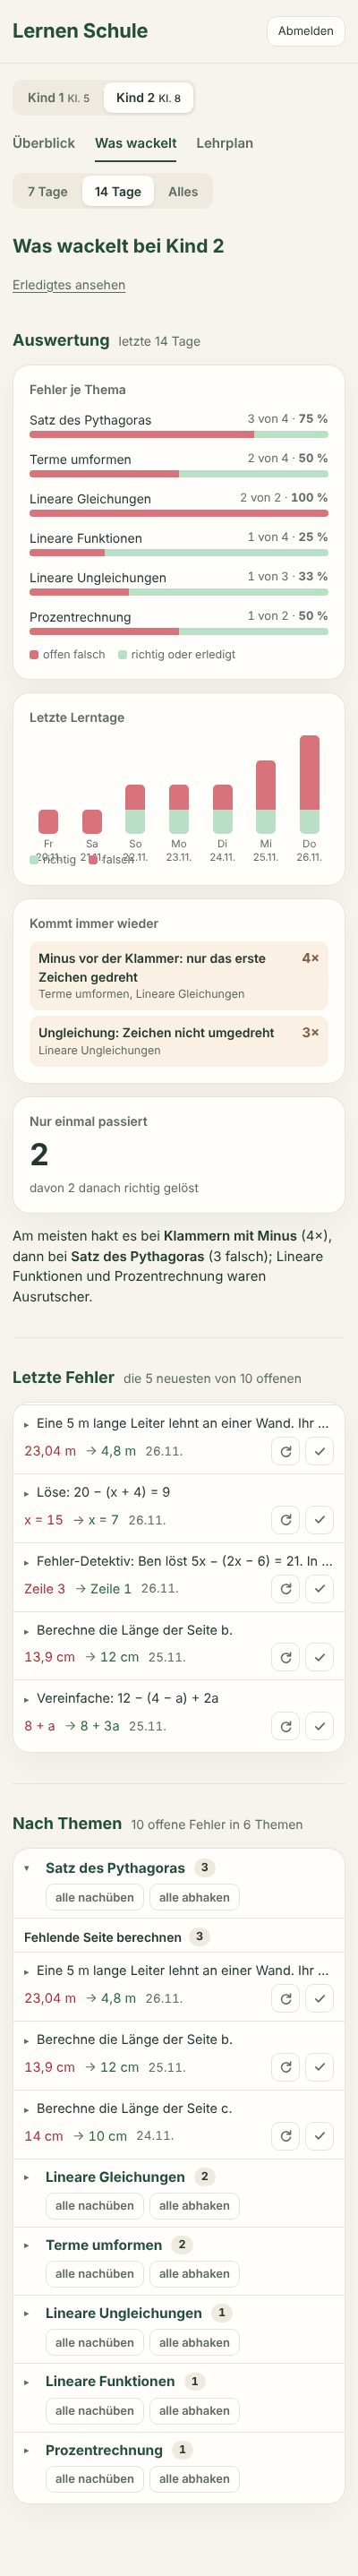 Lernen Schule
Abmelden
Kind 1 Kl. 5
Kind 2 Kl. 8
Überblick
Was wackelt
Lehrplan
7 Tage
14 Tage
Alles
Was wackelt bei Kind 2
Erledigtes ansehen
Auswertung letzte 14 Tage
Fehler je Thema
Satz des Pythagoras 3 von 4 · 75 %
Terme umformen 2 von 4 · 50 %
Lineare Gleichungen 2 von 2 · 100 %
Lineare Funktionen 1 von 4 · 25 %
Lineare Ungleichungen 1 von 3 · 33 %
Prozentrechnung 1 von 2 · 50 %
offen falsch richtig oder erledigt
Letzte Lerntage
Fr Sa So Mo Di Mi Do
20.11. 21.11. 22.11. 23.11. 24.11. 25.11. 26.11.
richtig falsch
Kommt immer wieder
Minus vor der Klammer: nur das erste 4×
Zeichen gedreht
Terme umformen, Lineare Gleichungen
Ungleichung: Zeichen nicht umgedreht 3×
Lineare Ungleichungen
Nur einmal passiert
2
davon 2 danach richtig gelöst
Am meisten hakt es bei Klammern mit Minus (4×),
dann bei Satz des Pythagoras (3 falsch); Lineare
Funktionen und Prozentrechnung waren
Ausrutscher.
Letzte Fehler die 5 neuesten von 10 offenen
Eine 5 m lange Leiter lehnt an einer Wand. Ihr ...
23,04 m → 4,8 m 26.11.
Löse: 20 − (x + 4) = 9
x = 15 → x = 7 26.11.
Fehler-Detektiv: Ben löst 5x − (2x − 6) = 21. In ...
Zeile 3 → Zeile 1 26.11.
Berechne die Länge der Seite b.
13,9 cm → 12 cm 25.11.
Vereinfache: 12 − (4 − a) + 2a
8 + a → 8 + 3a 25.11.
Nach Themen 10 offene Fehler in 6 Themen
Satz des Pythagoras 3
alle nachüben alle abhaken
Fehlende Seite berechnen 3
Eine 5 m lange Leiter lehnt an einer Wand. Ihr ...
23,04 m → 4,8 m 26.11.
Berechne die Länge der Seite b.
13,9 cm → 12 cm 25.11.
Berechne die Länge der Seite c.
14 cm → 10 cm 24.11.
Lineare Gleichungen 2
alle nachüben alle abhaken
Terme umformen 2
alle nachüben alle abhaken
Lineare Ungleichungen 1
alle nachüben alle abhaken
Lineare Funktionen 1
alle nachüben alle abhaken
Prozentrechnung 1
alle nachüben alle abhaken